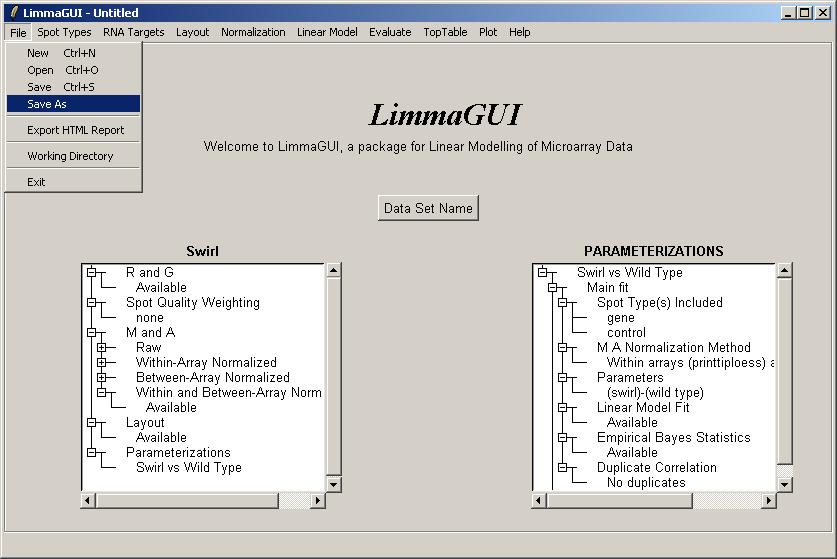 LimmaGUI - Untitled
File Spot Types RNA Targets Layout Normalization Linear Model Evaluate TopTable Plot Help
New Ctrl+N
Open Ctrl+O
Save Ctrl+S
Save As
Export HTML Report
Working Directory
Exit
LimmaGUI
Welcome to LimmaGUI, a package for Linear Modelling of Microarray Data
Data Set Name
Swirl
R and G
Available
Spot Quality Weighting
none
M and A
Raw
Within-Array Normalized
Between-Array Normalized
Within and Between-Array Norm
Available
Layout
Available
Parameterizations
Swirl vs Wild Type
PARAMETERIZATIONS
Swirl vs Wild Type
Main fit
Spot Type(s) Included
gene
control
M A Normalization Method
Within arrays (printtiploess) a
Parameters
(swirl)-(wild type)
Linear Model Fit
Available
Empirical Bayes Statistics
Available
Duplicate Correlation
No duplicates